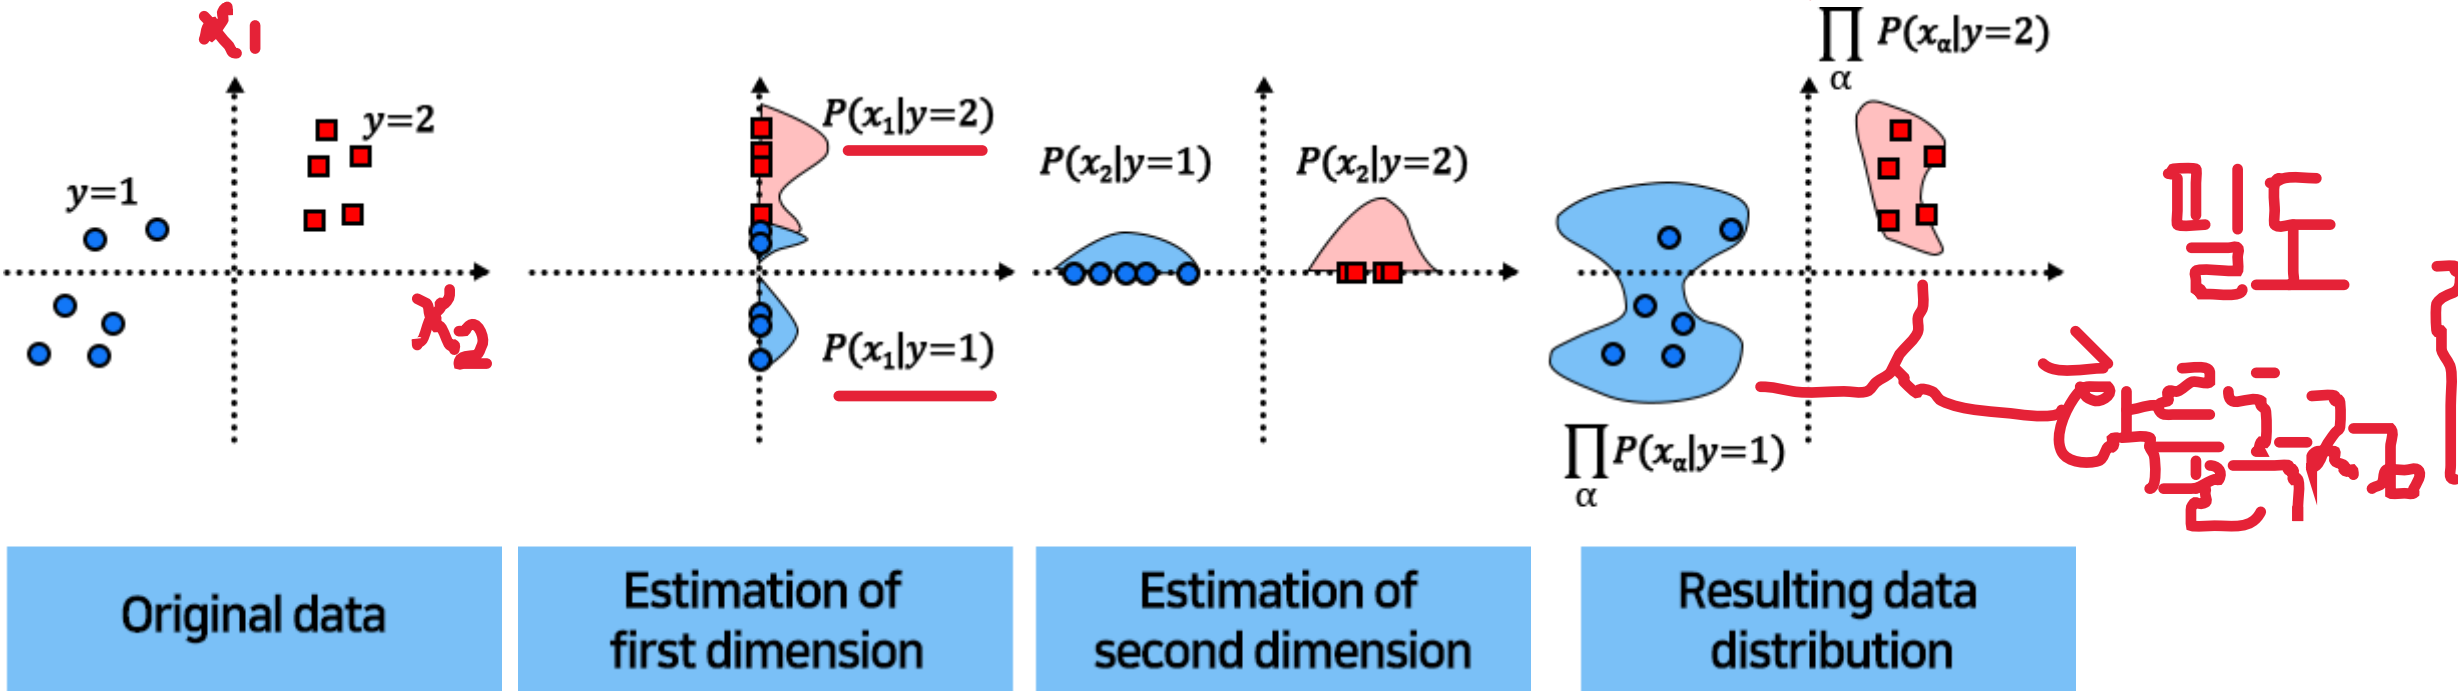 x1
y=2
y=1
x2
P(x₁|y=2)
P(x₁|y=1)
P(x₂|y=1)
P(x₂|y=2)
∏ P(xα|y=2)
α
∏ P(xα|y=1)
α
밀도
Original data
Estimation of
first dimension
Estimation of
second dimension
Resulting data
distribution